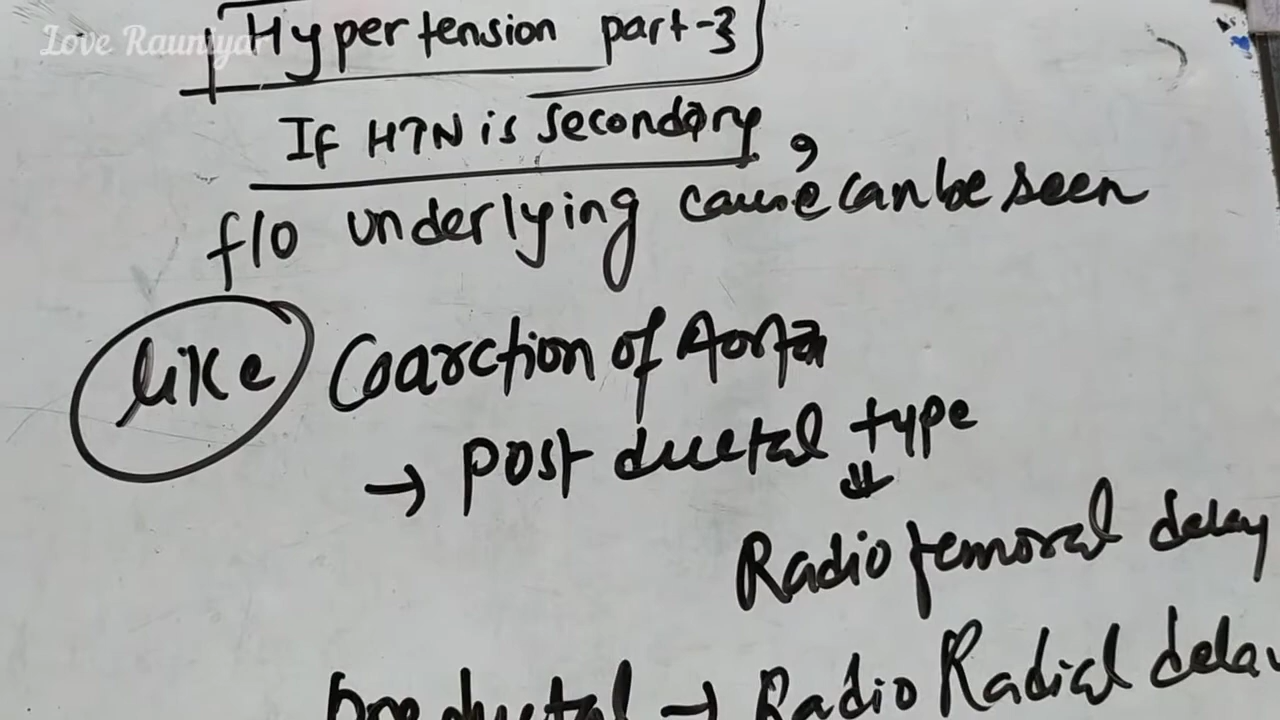 Love Rauniyar
Hypertension part-3
If HTN is secondary,
f/o underlying cause can be seen
like Coarction of Aorta
→ post ductal type
⇓
Radio femoral delay
Pre ductal → Radio Radial delay